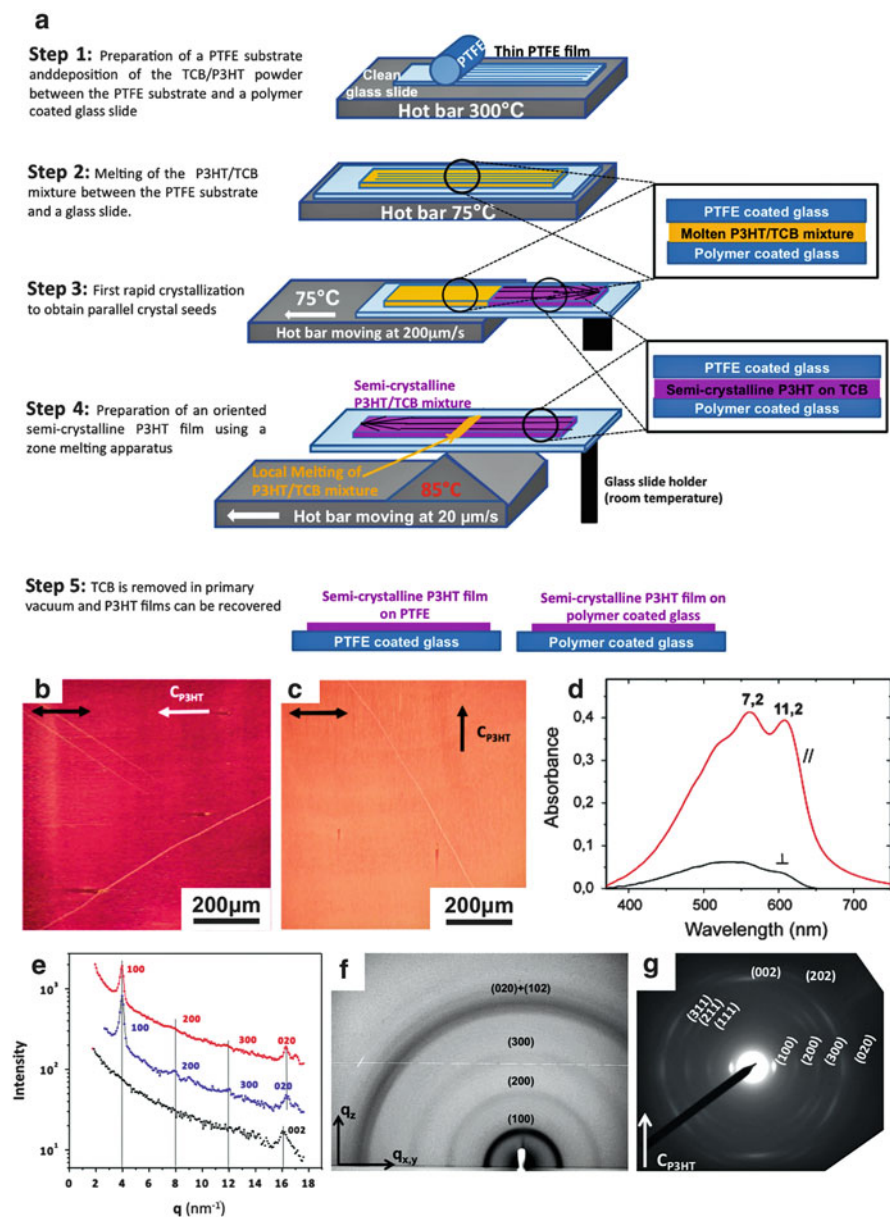 a
Step 1: Preparation of a PTFE substrate
anddeposition of the TCB/P3HT powder
between the PTFE substrate and a polymer
coated glass slide
PTFE
Thin PTFE film
Clean
glass slide
Hot bar 300°C
Step 2: Melting of the P3HT/TCB
mixture between the PTFE substrate
and a glass slide.
Hot bar 75°C
PTFE coated glass
Molten P3HT/TCB mixture
Polymer coated glass
Step 3: First rapid crystallization
to obtain parallel crystal seeds
75°C
Hot bar moving at 200µm/s
PTFE coated glass
Semi-crystalline P3HT on TCB
Polymer coated glass
Step 4: Preparation of an oriented
semi-crystalline P3HT film using a
zone melting apparatus
Semi-crystalline
P3HT/TCB mixture
Local Melting of
P3HT/TCB mixture
85°C
Hot bar moving at 20 µm/s
Glass slide holder
(room temperature)
Step 5: TCB is removed in primary
vacuum and P3HT films can be recovered
Semi-crystalline P3HT film
on PTFE
PTFE coated glass
Semi-crystalline P3HT film on
polymer coated glass
Polymer coated glass
b
C P3HT
200µm
c
C P3HT
200µm
d
7,2
11,2
//
⊥
0,4
0,3
0,2
0,1
0,0
Absorbance
400 500 600 700
Wavelength (nm)
e
100
200
300
020
100
200
300
020
002
10³
10²
10¹
Intensity
0 2 4 6 8 10 12 14 16 18
q (nm⁻¹)
f
(020)+(102)
(300)
(200)
(100)
qz
qx,y
g
(002)
(202)
(311)
(211)
(111)
(100)
(200)
(300)
(020)
C P3HT